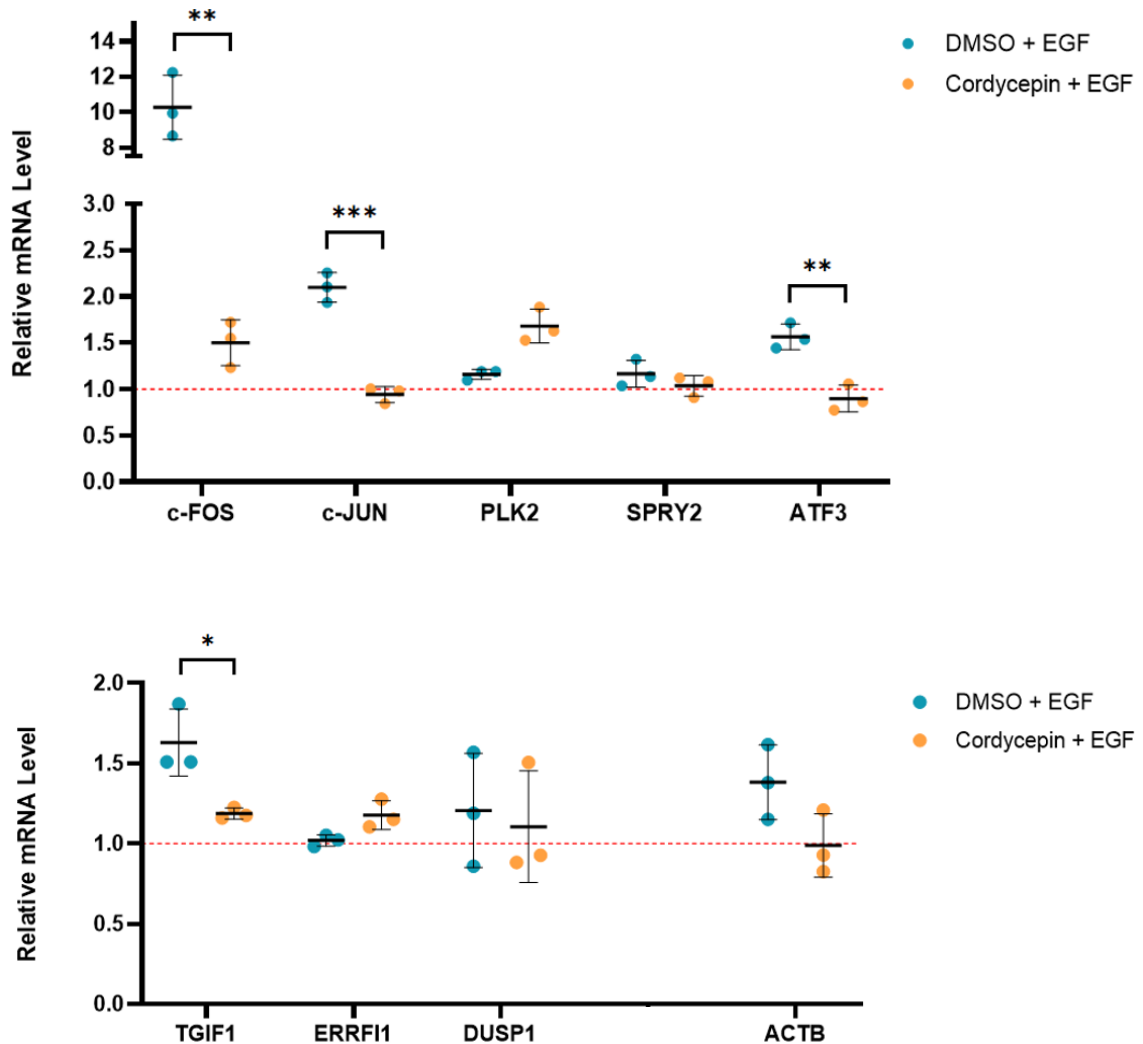 **
14
12
10
8
Relative mRNA Level
DMSO + EGF
Cordycepin + EGF
3.0
2.5
2.0
1.5
1.0
0.5
0.0
***
**
c-FOS c-JUN PLK2 SPRY2 ATF3
*
2.0
1.5
1.0
0.5
0.0
Relative mRNA Level
DMSO + EGF
Cordycepin + EGF
TGIF1 ERRFI1 DUSP1 ACTB